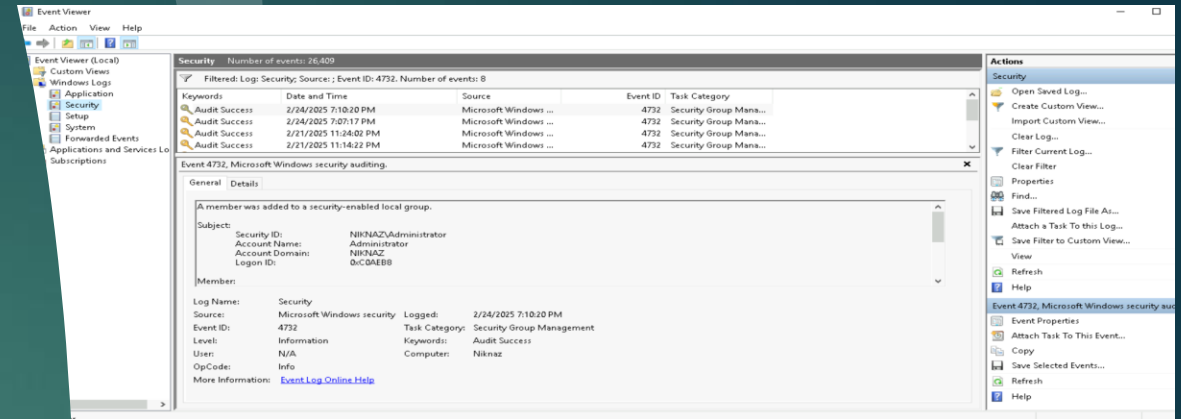 Event Viewer
File Action View Help
Event Viewer (Local)
Custom Views
Windows Logs
Application
Security
Setup
System
Forwarded Events
Applications and Services Lo
Subscriptions
Security Number of events: 26,409
Filtered: Log: Security; Source: ; Event ID: 4732. Number of events: 8
Keywords Date and Time Source Event ID Task Category
Audit Success 2/24/2025 7:10:20 PM Microsoft Windows ... 4732 Security Group Mana...
Audit Success 2/24/2025 7:07:17 PM Microsoft Windows ... 4732 Security Group Mana...
Audit Success 2/21/2025 11:24:02 PM Microsoft Windows ... 4732 Security Group Mana...
Audit Success 2/21/2025 11:14:22 PM Microsoft Windows ... 4732 Security Group Mana...
Event 4732, Microsoft Windows security auditing.
General Details
A member was added to a security-enabled local group.
Subject:
Security ID: NIKNAZ\Administrator
Account Name: Administrator
Account Domain: NIKNAZ
Logon ID: 0xC0AEB8
Member:
Log Name: Security
Source: Microsoft Windows security Logged: 2/24/2025 7:10:20 PM
Event ID: 4732 Task Category: Security Group Management
Level: Information Keywords: Audit Success
User: N/A Computer: Niknaz
OpCode: Info
More Information: Event Log Online Help
Actions
Security
Open Saved Log...
Create Custom View...
Import Custom View...
Clear Log...
Filter Current Log...
Clear Filter
Properties
Find...
Save Filtered Log File As...
Attach a Task To this Log...
Save Filter to Custom View...
View
Refresh
Help
Event 4732, Microsoft Windows security aud
Event Properties
Attach Task To This Event...
Copy
Save Selected Events...
Refresh
Help